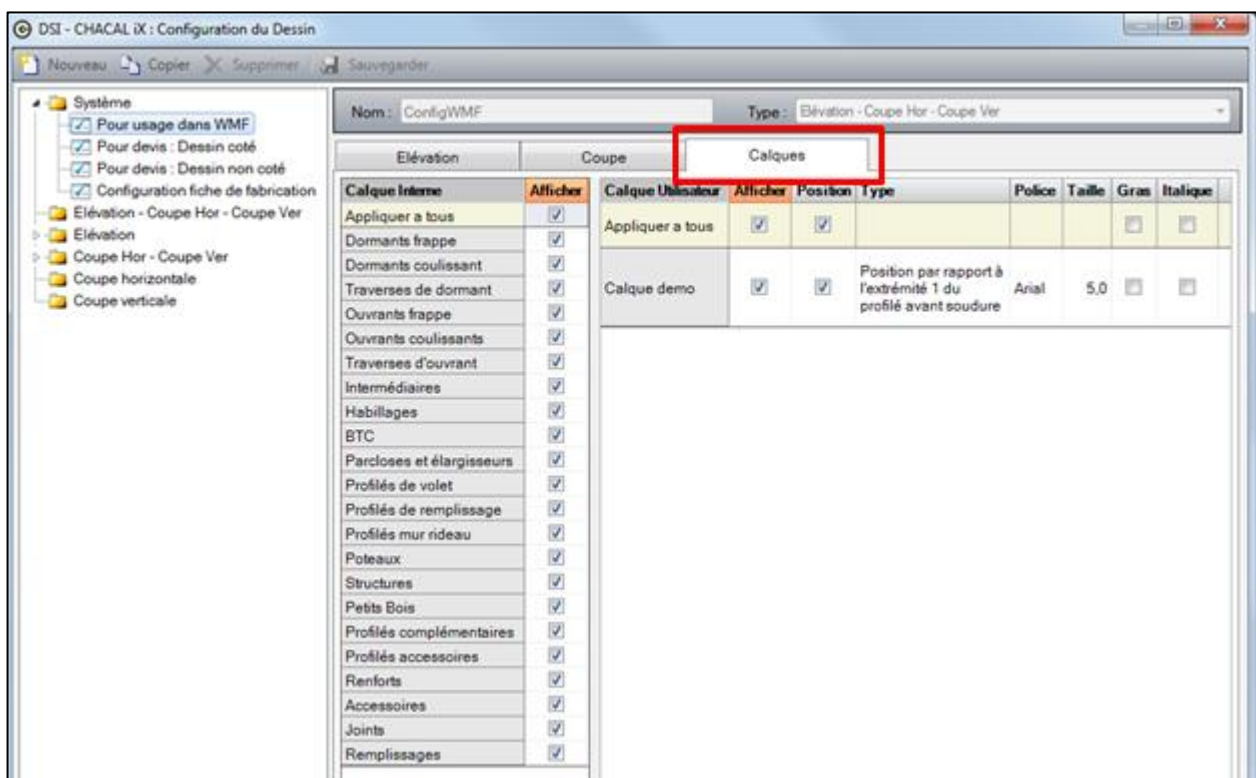 DSI - CHACAL iX : Configuration du Dessin
Nouveau Copier Supprimer Sauvegarder
Système
Pour usage dans WMF
Pour devis : Dessin coté
Pour devis : Dessin non coté
Configuration fiche de fabrication
Elévation - Coupe Hor - Coupe Ver
Elévation
Coupe Hor - Coupe Ver
Coupe horizontale
Coupe verticale
Nom : ConfigWMF Type : Elévation - Coupe Hor - Coupe Ver
Elévation Coupe Calques
Calque Interne Afficher
Appliquer a tous
Dormants frappe
Dormants coulissant
Traverses de dormant
Ouvrants frappe
Ouvrants coulissants
Traverses d'ouvrant
Intermédiaires
Habillages
BTC
Parcloses et élargisseurs
Profilés de volet
Profilés de remplissage
Profilés mur rideau
Poteaux
Structures
Petits Bois
Profilés complémentaires
Profilés accessoires
Renforts
Accessoires
Joints
Remplissages
Calque Utilisateur Afficher Position Type Police Taille Gras Italique
Appliquer a tous
Calque demo Position par rapport à
l'extrémité 1 du Arial 5,0
profilé avant soudure